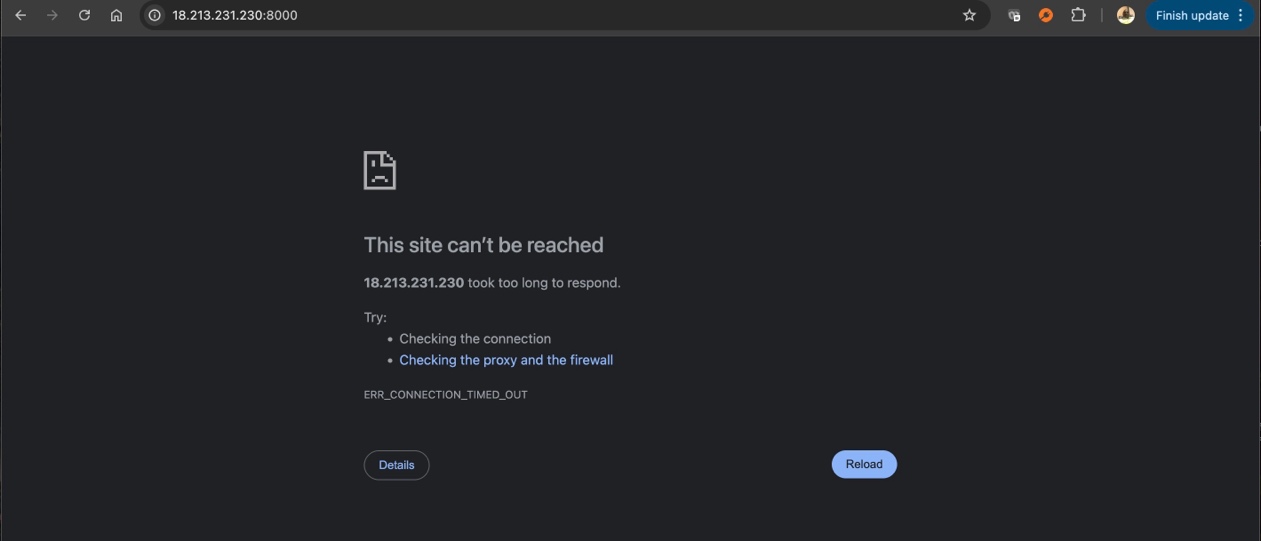 18.213.231.230:8000
Finish update
This site can’t be reached
18.213.231.230 took too long to respond.
Try:
• Checking the connection
• Checking the proxy and the firewall
ERR_CONNECTION_TIMED_OUT
Details
Reload